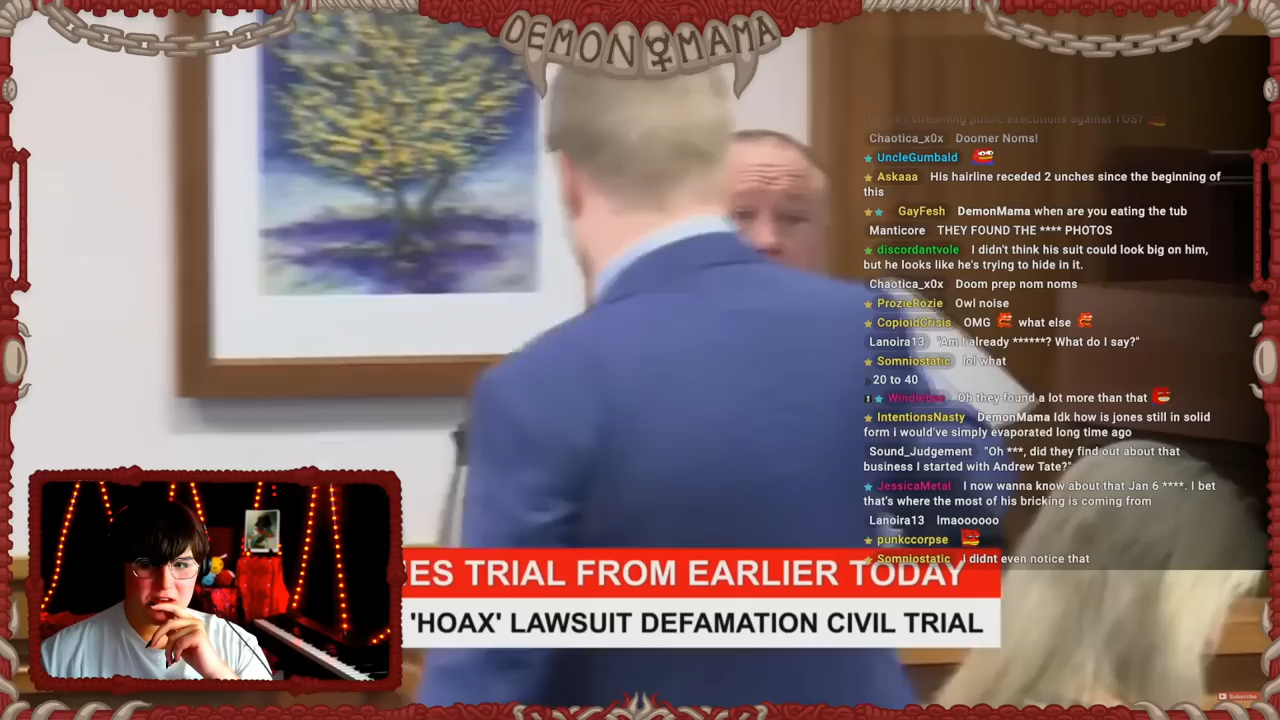 DEMON MAMA
streaming public executions against TOS?
Chaotica_x0x Doomer Noms!
UncleGumbald
Askaaa His hairline receded 2 unches since the beginning of
this
GayFesh DemonMama when are you eating the tub
Manticore THEY FOUND THE **** PHOTOS
discordantvole I didn't think his suit could look big on him,
but he looks like he's trying to hide in it.
Chaotica_x0x Doom prep nom noms
ProzieRozie Owl noise
CopioidCrisis OMG what else
Lanoira13 "Am I already ******? What do I say?"
Somniostatic lol what
20 to 40
Windiebee Oh they found a lot more than that
IntentionsNasty DemonMama Idk how is jones still in solid
form i would've simply evaporated long time ago
Sound_Judgement "Oh ***, did they find out about that
business I started with Andrew Tate?"
JessicaMetal I now wanna know about that Jan 6 ****. I bet
that's where the most of his bricking is coming from
Lanoira13 lmaoooooo
punkccorpse
Somniostatic i didnt even notice that
ES TRIAL FROM EARLIER TODAY
'HOAX' LAWSUIT DEFAMATION CIVIL TRIAL
Subscribe